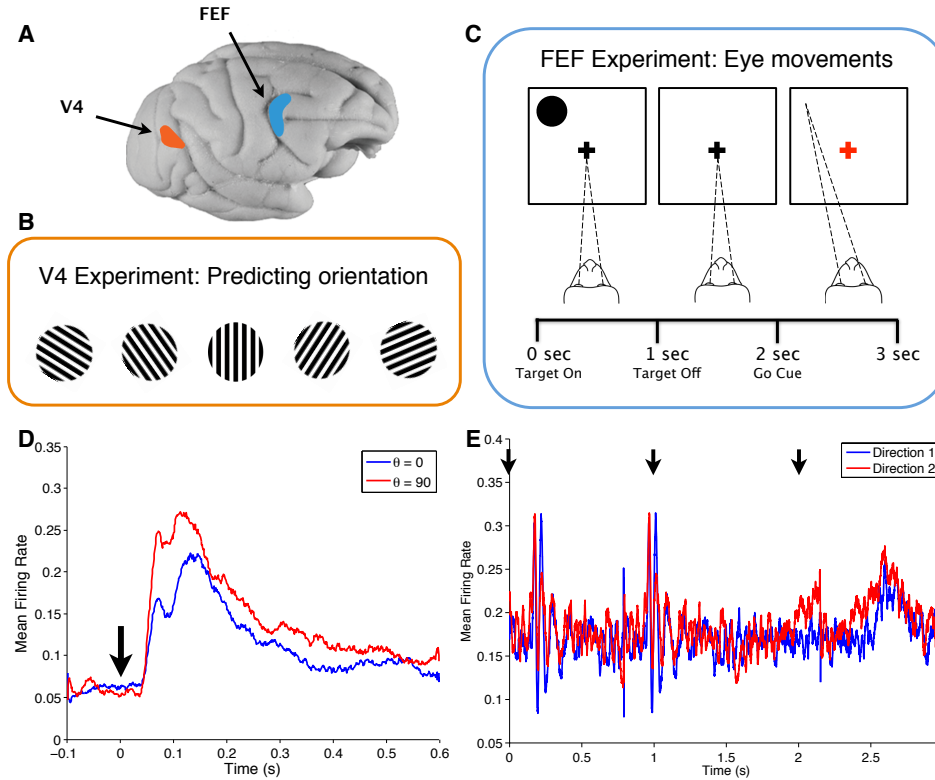 A
FEF
V4
B
V4 Experiment: Predicting orientation
C
FEF Experiment: Eye movements
0 sec 1 sec 2 sec 3 sec
Target On Target Off Go Cue
D
0.35
0.3
0.25
0.2
0.15
0.1
0.05
0
−0.1 0 0.1 0.2 0.3 0.4 0.5 0.6
Mean Firing Rate
Time (s)
θ = 0
θ = 90
E
0.4
0.35
0.3
0.25
0.2
0.15
0.1
0.05
0 0.5 1 1.5 2 2.5
Mean Firing Rate
Time (s)
Direction 1
Direction 2